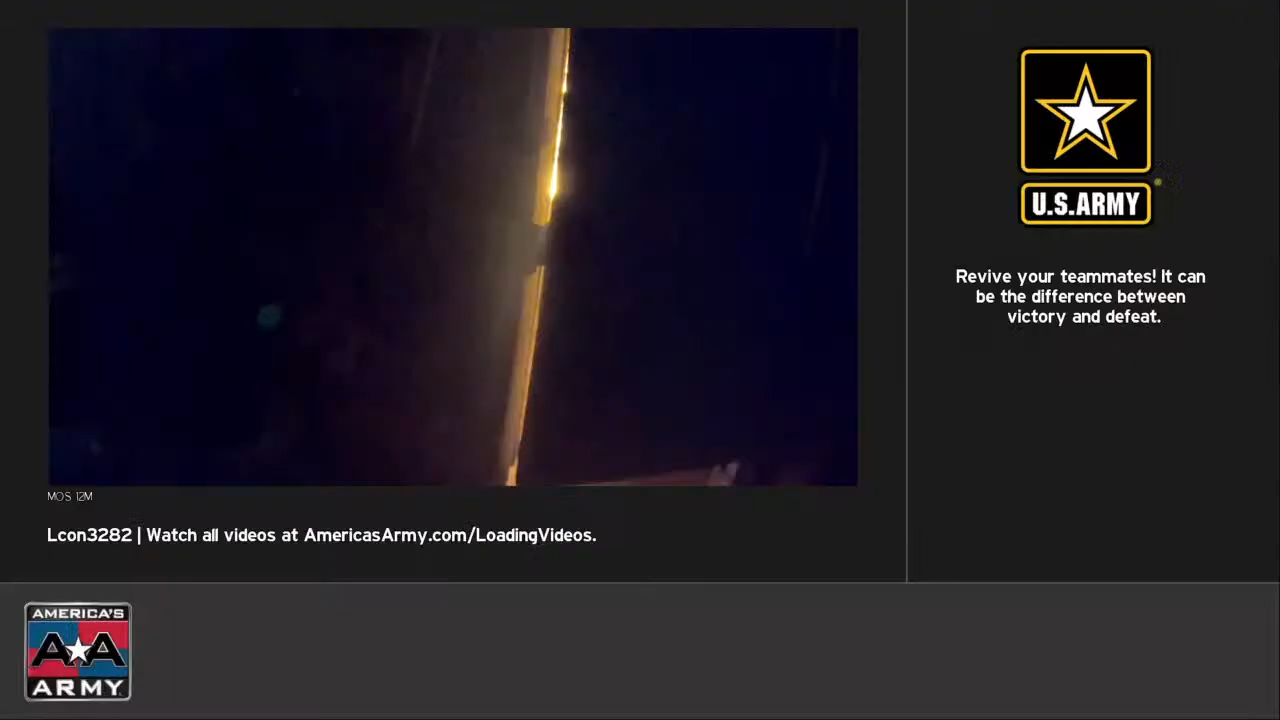 U.S.ARMY
Revive your teammates! It can
be the difference between
victory and defeat.
MOS 12M
Lcon3282 | Watch all videos at AmericasArmy.com/LoadingVideos.
AMERICA'S
AA
ARMY